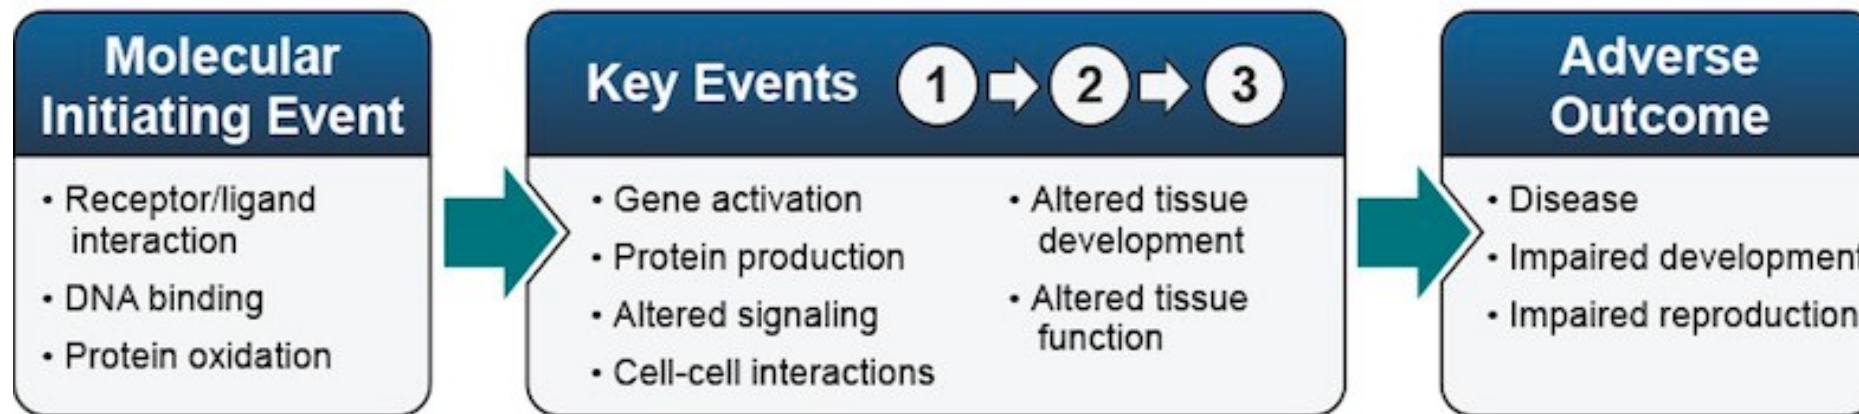 Molecular
Initiating Event
• Receptor/ligand
interaction
• DNA binding
• Protein oxidation
Key Events 1 2 3
• Gene activation
• Protein production
• Altered signaling
• Cell-cell interactions
• Altered tissue
development
• Altered tissue
function
Adverse
Outcome
• Disease
• Impaired development
• Impaired reproduction